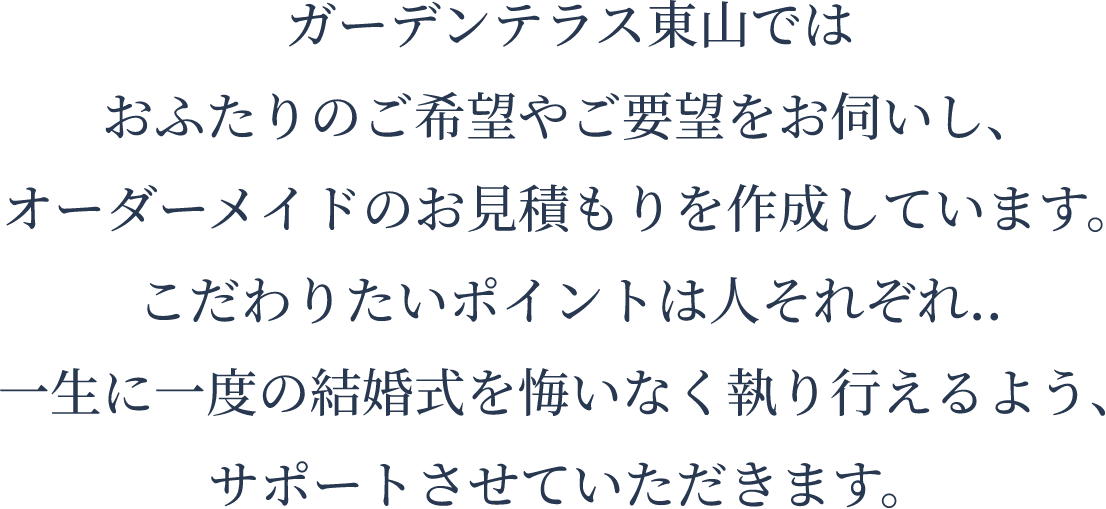 ガーデンテラス東山では
おふたりのご希望やご要望をお伺いし、
オーダーメイドのお見積もりを作成しています。
こだわりたいポイントは人それぞれ..
一生に一度の結婚式を悔いなく執り行えるよう、
サポートさせていただきます。